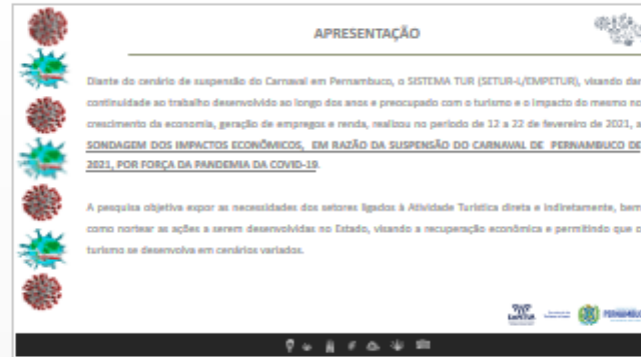 APRESENTAÇÃO
Diante do cenário de suspensão do Carnaval em Pernambuco, o SISTEMA TUR (SETUR-L/EMPETUR), visando dar
continuidade ao trabalho desenvolvido ao longo dos anos e preocupado com o turismo e o impacto do mesmo no
crescimento da economia, geração de empregos e renda, realizou no período de 12 a 22 de fevereiro de 2021, a
SONDAGEM DOS IMPACTOS ECONÔMICOS, EM RAZÃO DA SUSPENSÃO DO CARNAVAL DE PERNAMBUCO DE
2021, POR FORÇA DA PANDEMIA DA COVID-19.
A pesquisa objetiva expor as necessidades dos setores ligados à Atividade Turística direta e indiretamente, bem
como nortear as ações a serem desenvolvidas no Estado, visando a recuperação econômica e permitindo que o
turismo se desenvolva em cenários variados.
EMPETUR
PERNAMBUCO